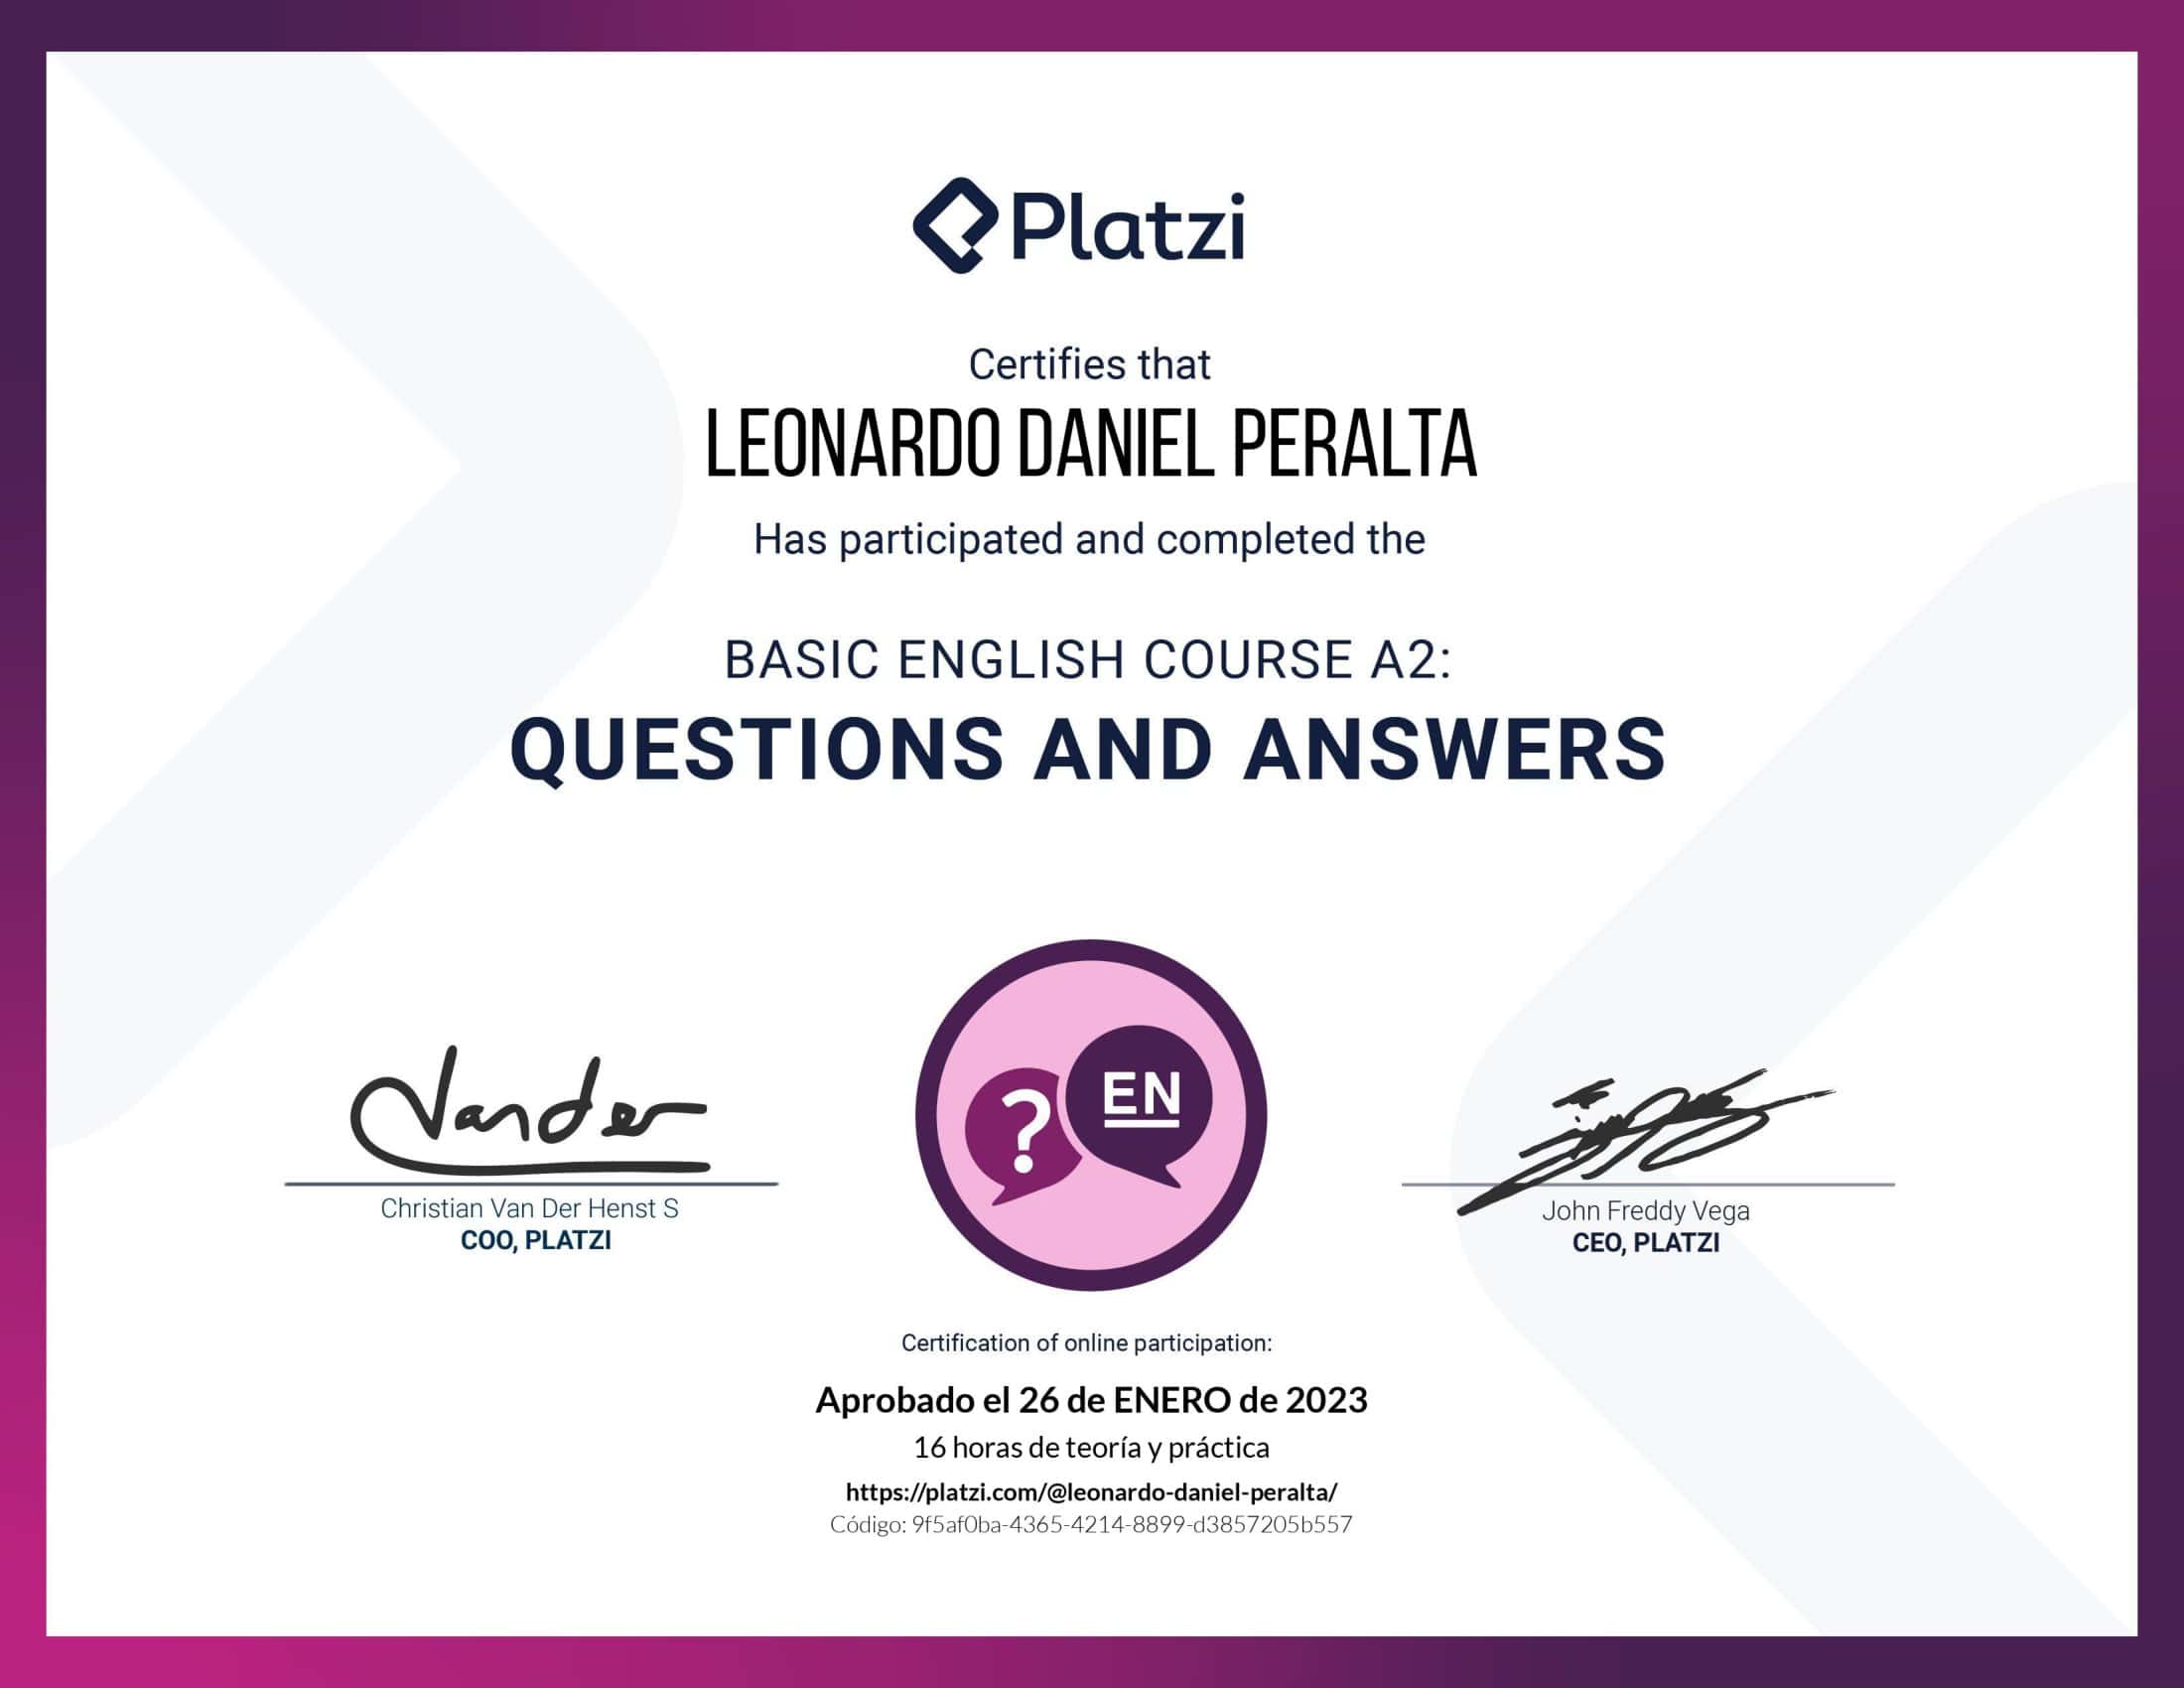 Platzi
Certifies that
LEONARDO DANIEL PERALTA
Has participated and completed the
BASIC ENGLISH COURSE A2:
QUESTIONS AND ANSWERS
Vander
? EN
Christian Van Der Henst S
COO, PLATZI
John Freddy Vega
CEO, PLATZI
Certification of online participation:
Aprobado el 26 de ENERO de 2023
16 horas de teoría y práctica
https://platzi.com/@leonardo-daniel-peralta/
Código: 9f5af0ba-4365-4214-8899-d3857205b557